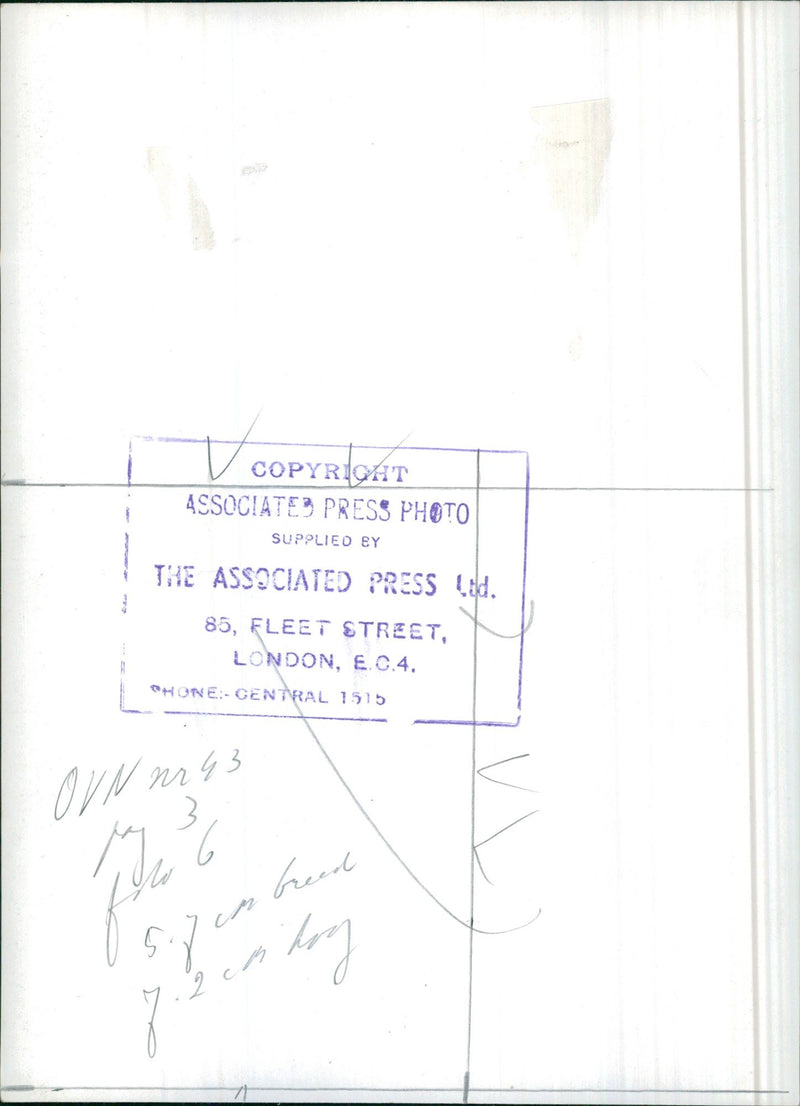 COPYRIGHT
ASSOCIATED PRESS PHOTO
SUPPLIED BY
THE ASSOCIATED PRESS Ltd.
85, FLEET STREET,
LONDON, E.C.4.
PHONE:- CENTRAL 1515
OVN nr 43
pag 3
foto 6
5.7 cm breed
7.2 cm hoog